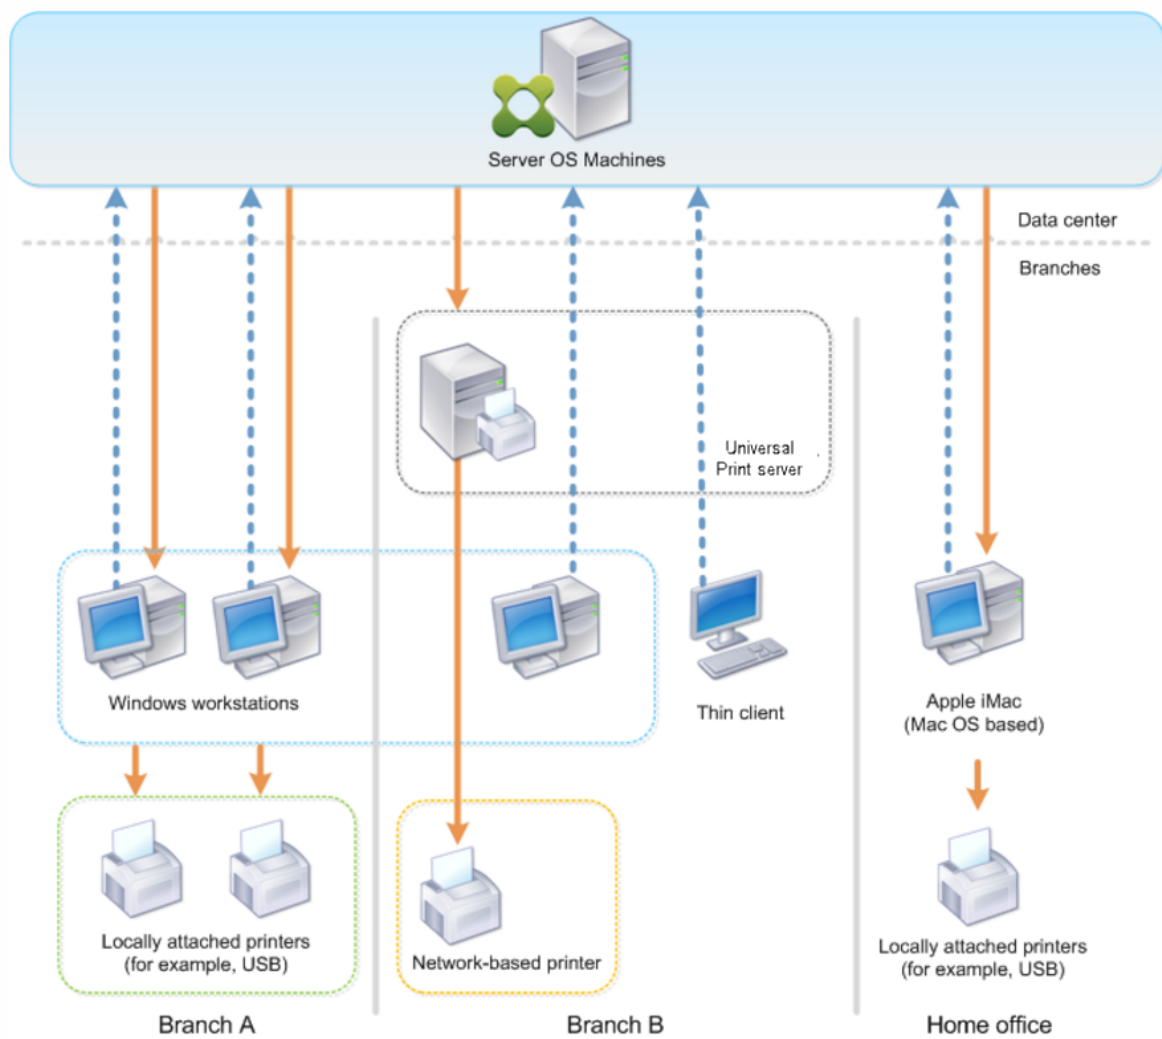 Server OS Machines
Data center
Branches
Universal
Print server
Windows workstations
Thin client
Apple iMac
(Mac OS based)
Locally attached printers
(for example, USB)
Network-based printer
Locally attached printers
(for example, USB)
Branch A
Branch B
Home office